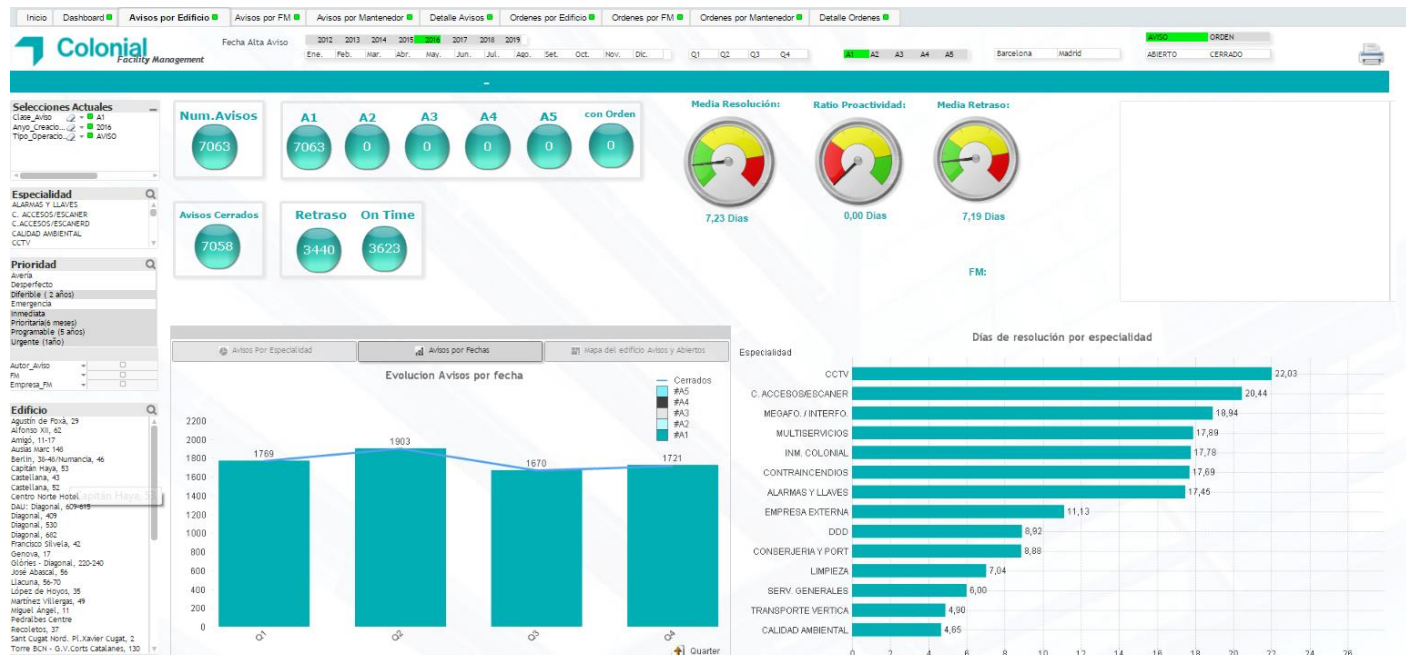 Inicio Dashboard Avisos por Edificio Avisos por FM Avisos por Mantenedor Detalle Avisos Ordenes por Edificio Ordenes por FM Ordenes por Mantenedor Detalle Ordenes
Colonial
Facility Management
Fecha Alta Aviso
2012 2013 2014 2015 2016 2017 2018 2019
Ene. Feb. Mar. Abr. May. Jun. Jul. Ago. Set. Oct. Nov. Dic.
Q1 Q2 Q3 Q4
A1 A2 A3 A4 A5
Barcelona Madrid
AVISO ORDEN
ABIERTO CERRADO
-
Selecciones Actuales
Clase_Aviso A1
Anyo_Creacio... 2016
Tipo_Operacio... AVISO
Especialidad
ALARMAS Y LLAVES
C. ACCESOS/ESCANER
C.ACCESOS/ESCANERD
CALIDAD AMBIENTAL
CCTV
Prioridad
Avería
Desperfecto
Diferible ( 2 años)
Emergencia
Inmediata
Prioritaria(6 meses)
Programable (5 años)
Urgente (1año)
Autor_Aviso
FM
Empresa_FM
Edificio
Agustín de Foxà, 29
Alfonso XII, 62
Amigó, 11-17
Ausias Marc 148
Berlín, 38-48/Numancia, 46
Capitán Haya, 53
Castellana, 43
Castellana, 52
Centro Norte Hotel
Capitán Haya, 53
DAU: Diagonal, 609-615
Diagonal, 409
Diagonal, 530
Diagonal, 682
Francisco Silvela, 42
Genova, 17
Glòries - Diagonal, 220-240
José Abascal, 56
Llacuna, 56-70
López de Hoyos, 35
Martínez Villergas, 49
Miguel Angel, 11
Pedralbes Centre
Recoletos, 37
Sant Cugat Nord. Pl.Xavier Cugat, 2
Torre BCN - G.V.Corts Catalanes, 130
Num.Avisos
7063
A1 A2 A3 A4 A5 con Orden
7063 0 0 0 0 0
Avisos Cerrados
7058
Retraso On Time
3440 3623
Media Resolución: Ratio Proactividad: Media Retraso:
7,23 Dias 0,00 Dias 7,19 Dias
FM:
Avisos Por Especialidad Avisos por Fechas Mapa del edificio Avisos y Abiertos
Evolucion Avisos por fecha
Cerrados
#A5
#A4
#A3
#A2
#A1
2200
2000
1800
1600
1400
1200
1000
800
600
400
200
0
1769 1903 1670 1721
Q1 Q2 Q3 Q4
Quarter
Días de resolución por especialidad
Especialidad
CCTV 22,03
C. ACCESOS/ESCANER 20,44
MEGAFO. / INTERFO. 18,94
MULTISERVICIOS 17,89
INM. COLONIAL 17,78
CONTRAINCENDIOS 17,69
ALARMAS Y LLAVES 17,45
EMPRESA EXTERNA 11,13
DDD 8,92
CONSERJERIA Y PORT 8,88
LIMPIEZA 7,04
SERV. GENERALES 6,00
TRANSPORTE VERTICA 4,90
CALIDAD AMBIENTAL 4,65
0 2 4 6 8 10 12 14 16 18 20 22 24 26